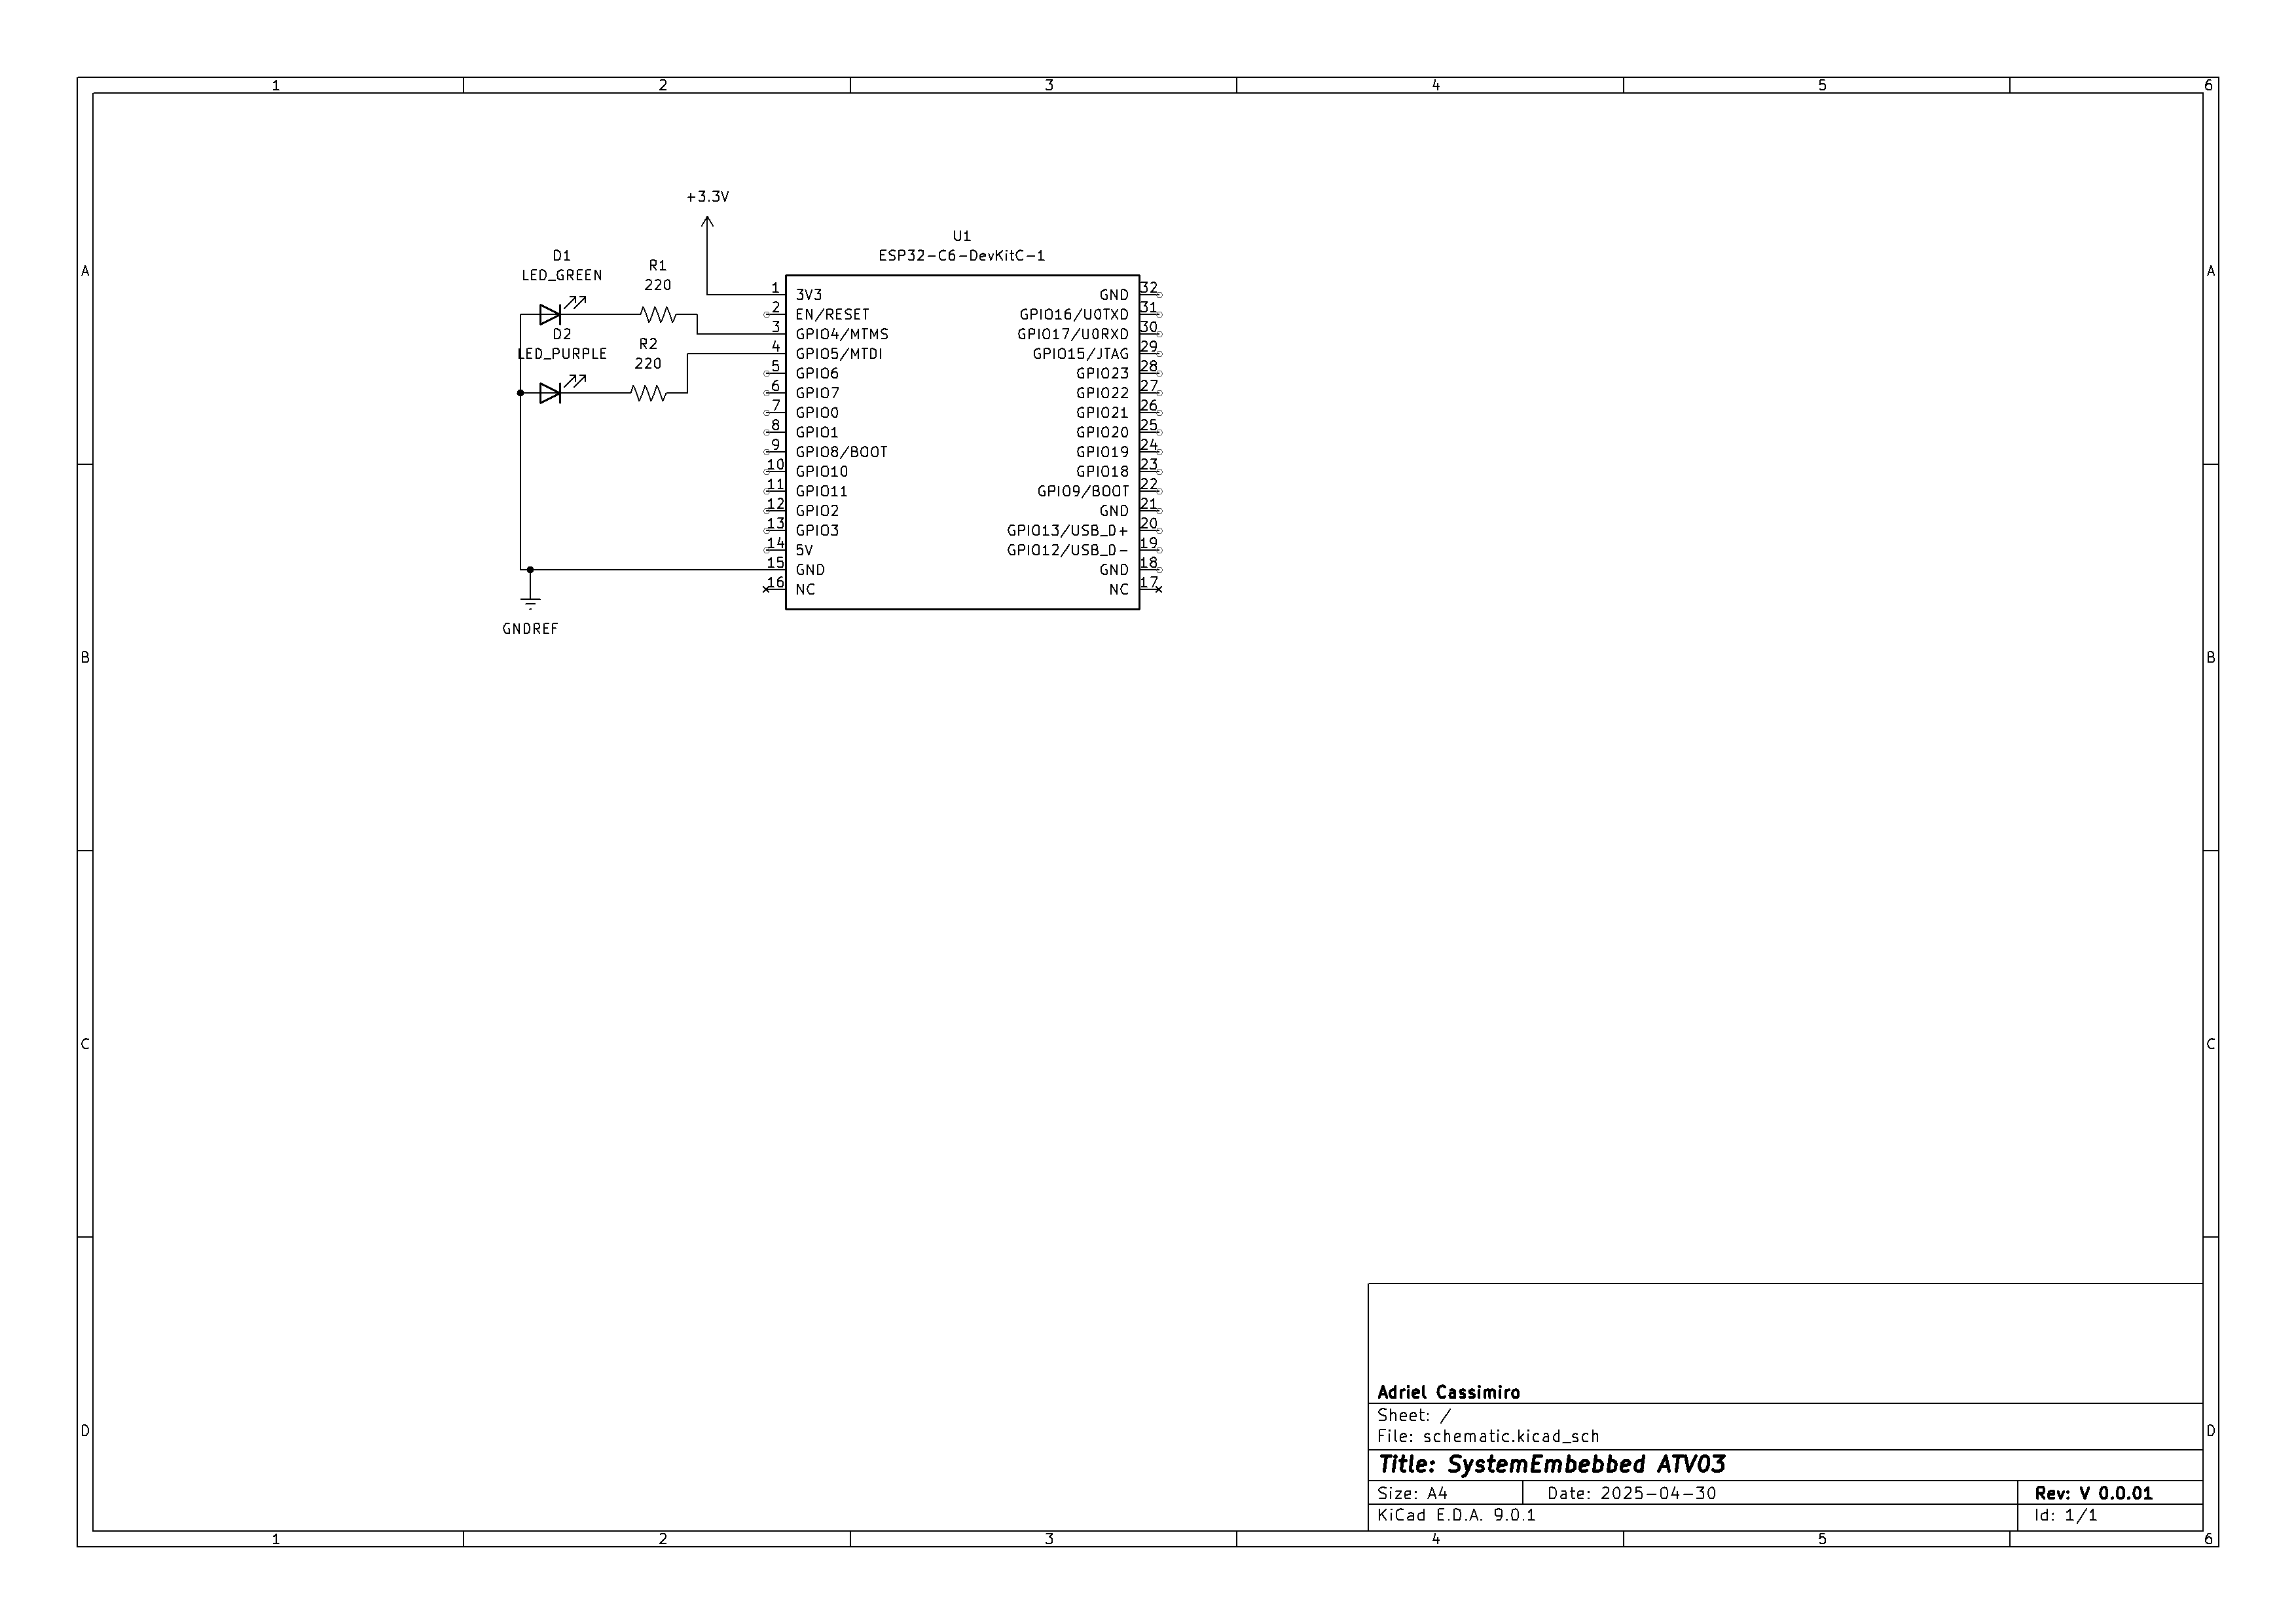 1 2 3 4 5 6
+3.3V
U1
ESP32-C6-DevKitC-1
D1
LED_GREEN
R1
220
D2
LED_PURPLE
R2
220
1 3V3
2 EN/RESET
3 GPIO4/MTMS
4 GPIO5/MTDI
5 GPIO6
6 GPIO7
7 GPIO0
8 GPIO1
9 GPIO8/BOOT
10 GPIO10
11 GPIO11
12 GPIO2
13 GPIO3
14 5V
15 GND
16 NC
GND 32
GPIO16/U0TXD 31
GPIO17/U0RXD 30
GPIO15/JTAG 29
GPIO23 28
GPIO22 27
GPIO21 26
GPIO20 25
GPIO19 24
GPIO18 23
GPIO9/BOOT 22
GND 21
GPIO13/USB_D+ 20
GPIO12/USB_D- 19
GND 18
NC 17
GNDREF
A A
B B
C C
D D
Adriel Cassimiro
Sheet: /
File: schematic.kicad_sch
Title: SystemEmbebbed ATV03
Size: A4 Date: 2025-04-30 Rev: V 0.0.01
KiCad E.D.A. 9.0.1 Id: 1/1
1 2 3 4 5 6